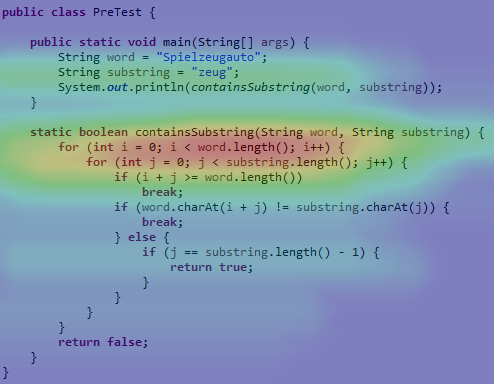 public class PreTest {
public static void main(String[] args) {
String word = "Spielzeugauto";
String substring = "zeug";
System.out.println(containsSubstring(word, substring));
}
static boolean containsSubstring(String word, String substring) {
for (int i = 0; i < word.length(); i++) {
for (int j = 0; j < substring.length(); j++) {
if (i + j >= word.length())
break;
if (word.charAt(i + j) != substring.charAt(j)) {
break;
} else {
if (j == substring.length() - 1) {
return true;
}
}
}
}
return false;
}
}